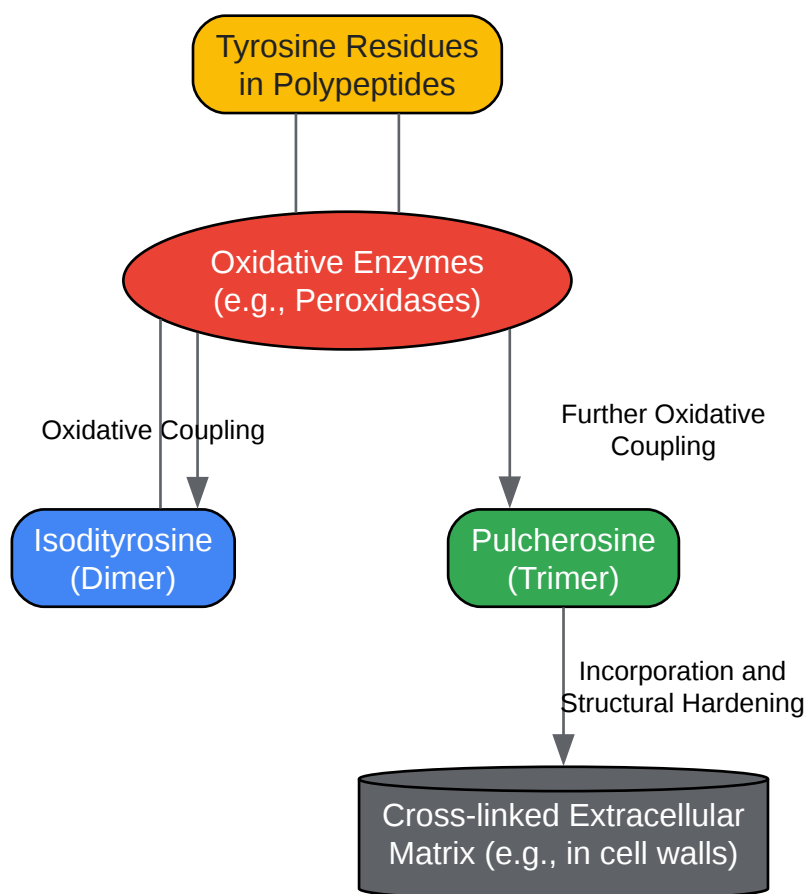 Tyrosine Residues
in Polypeptides
Oxidative Enzymes
(e.g., Peroxidases)
Oxidative Coupling
Further Oxidative
Coupling
Isodityrosine
(Dimer)
Pulcherosine
(Trimer)
Incorporation and
Structural Hardening
Cross-linked Extracellular
Matrix (e.g., in cell walls)